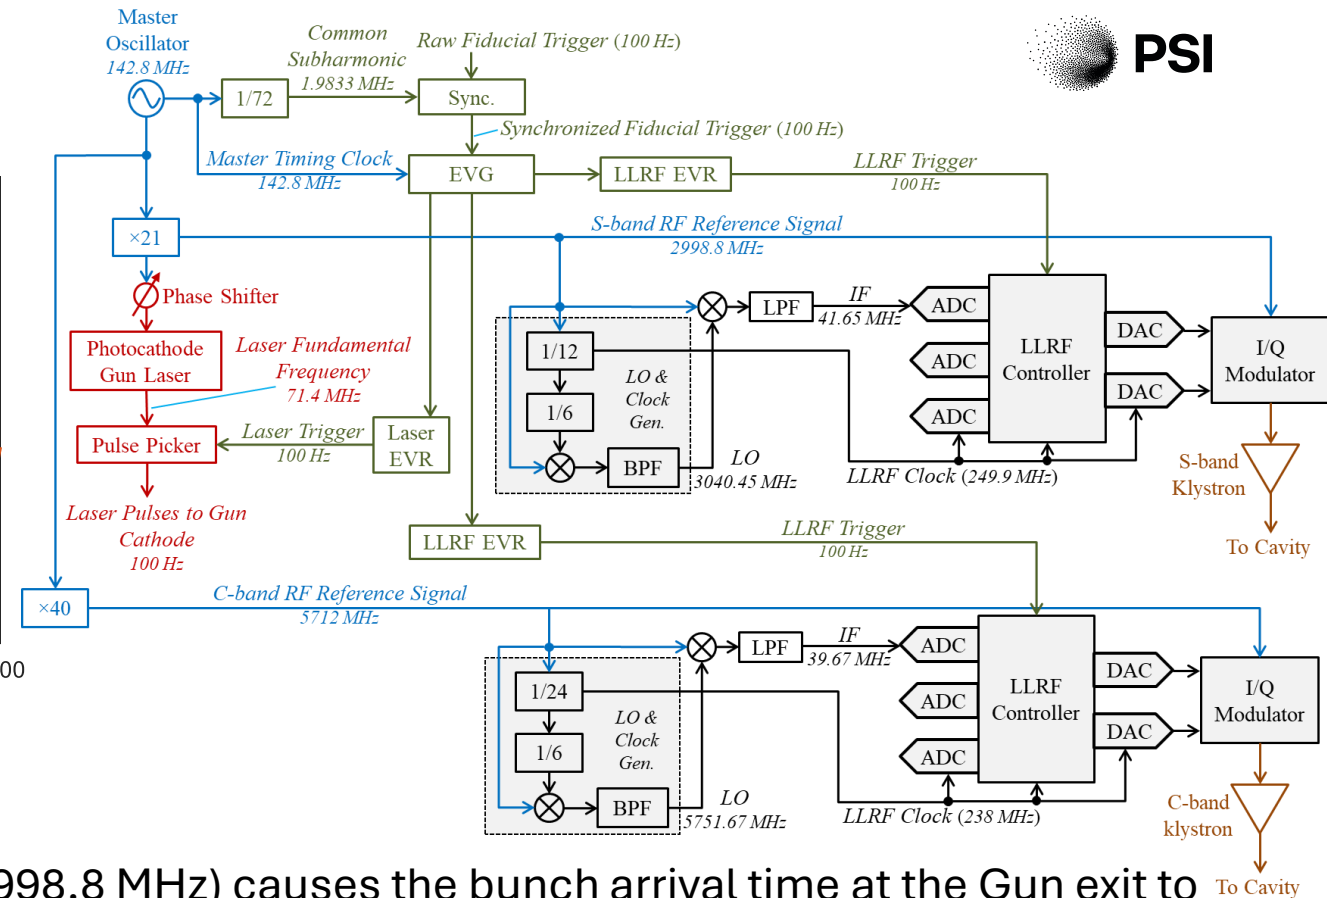 Master
Oscillator
142.8 MHz
Common
Subharmonic
1.9833 MHz
Raw Fiducial Trigger (100 Hz)
PSI
1/72
Sync.
Synchronized Fiducial Trigger (100 Hz)
Master Timing Clock
142.8 MHz
EVG
LLRF EVR
LLRF Trigger
100 Hz
×21
S-band RF Reference Signal
2998.8 MHz
Phase Shifter
Photocathode
Gun Laser
Laser Fundamental
Frequency
71.4 MHz
Pulse Picker
Laser Trigger
100 Hz
Laser
EVR
Laser Pulses to Gun
Cathode
100 Hz
1/12
1/6
LO &
Clock
Gen.
BPF
LO
3040.45 MHz
LPF
IF
41.65 MHz
ADC
ADC
ADC
LLRF
Controller
DAC
DAC
I/Q
Modulator
LLRF Clock (249.9 MHz)
S-band
Klystron
To Cavity
LLRF EVR
LLRF Trigger
100 Hz
×40
C-band RF Reference Signal
5712 MHz
00
1/24
1/6
LO &
Clock
Gen.
BPF
LO
5751.67 MHz
LPF
IF
39.67 MHz
ADC
ADC
ADC
LLRF
Controller
DAC
DAC
I/Q
Modulator
LLRF Clock (238 MHz)
C-band
klystron
To Cavity
998.8 MHz) causes the bunch arrival time at the Gun exit to